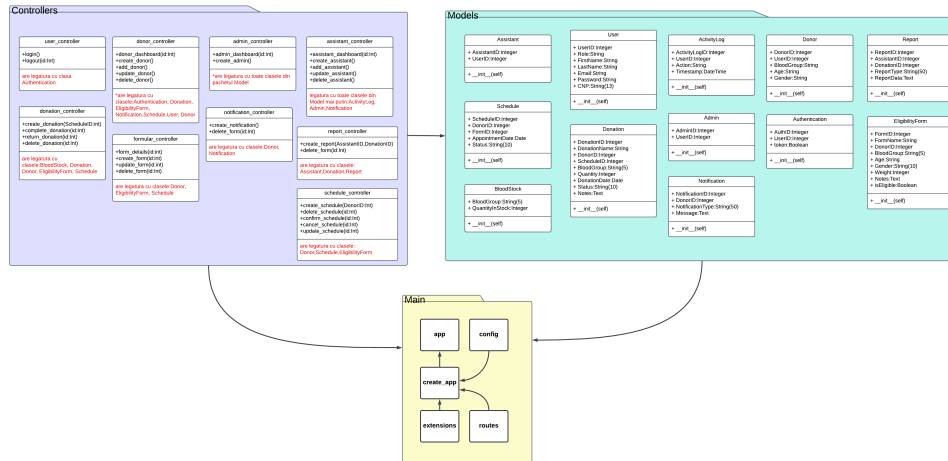 Controllers
user_controller
+login()
+logout(id:Int)
are legatura cu clasa
Authentication
donor_controller
+donor_dashboard(id:Int)
+create_donor()
+add_donor()
+update_donor()
+delete_donor()
*are legatura cu
clasele:Authentication, Donation,
EligibilityForm,
Notification,Schedule,User, Donor
admin_controller
+admin_dashboard(id:Int)
+create_admin()
*are legatura cu toate clasele din
pachetul Model
assistant_controller
+assistant_dashboard(id:Int)
+create_assistant()
+add_assistant()
+update_assistant()
+delete_assistant()
legatura cu toate clasele din
Model mai putin:ActivityLog,
Admin,Notification
donation_controller
+create_donation(ScheduleID:Int)
+complete_donation(id:Int)
+return_donation(id:Int)
+delete_donation(id:Int)
are legatura cu
clasele:BloodStock, Donation,
Donor, EligibilityForm, Schedule
formular_controller
+form_details(id:Int)
+create_form(id:Int)
+update_form(id:Int)
+delete_form(id:Int)
are legatura cu clasele:Donor,
EligibilityForm, Schedule
notification_controller
+create_notification()
+delete_form(id:Int)
are legatura cu clasele:Donor,
Notification
report_controller
+create_report(AssistantID,DonationID)
+delete_form(id:Int)
are legatura cu clasele:
Assistant,Donation,Report
schedule_controller
+create_schedule(DonorID:Int)
+delete_schedule(id:Int)
+confirm_schedule(id:Int)
+cancel_schedule(id:Int)
+update_schedule(id:Int)
are legatura cu clasele:
Donor,Schedule,EligibilityForm
Models
Assistant
+ AssistantID:Integer
+ UserID:Integer
+ __init__(self)
User
+ UserID:Integer
+ Role:String
+ FirstName:String
+ LastName:String
+ Email:String
+ Password:String
+ CNP:String(13)
+ __init__(self)
ActivityLog
+ ActivityLogID:Integer
+ UserID:Integer
+ Action:String
+ Timestamp:DateTime
+ __init__(self)
Donor
+ DonorID:Integer
+ UserID:Integer
+ BloodGroup:String
+ Age:String
+ Gender:String
+ __init__(self)
Report
+ ReportID:Integer
+ AssistantID:Integer
+ DonationID:Integer
+ ReportType:String(50)
+ ReportData:Text
+ __init__(self)
Schedule
+ ScheduleID:Integer
+ DonorID:Integer
+ FormID:Integer
+ AppointmentDate:Date
+ Status:String(10)
+ __init__(self)
Donation
+ DonationID:Integer
+ DonationName:String
+ DonorID:Integer
+ ScheduleID:Integer
+ BloodGroup:String(5)
+ Quantity:Integer
+ DonationDate:Date
+ Status:String(10)
+ Notes:Text
+ __init__(self)
Admin
+ AdminID:Integer
+ UserID:Integer
+ __init__(self)
Authentication
+ AuthID:Integer
+ UserID:Integer
+ token:Boolean
+ __init__(self)
EligibilityForm
+ FormID:Integer
+ FormName:String
+ DonorID:Integer
+ BloodGroup:String(5)
+ Age:String
+ Gender:String(10)
+ Weight:Integer
+ Notes:Text
+ isEligible:Boolean
+ __init__(self)
BloodStock
+ BloodGroup:String(5)
+ QuantityInStock:Integer
+ __init__(self)
Notification
+ NotificationID:Integer
+ DonorID:Integer
+ NotificationType:String(50)
+ Message:Text
+ __init__(self)
Main
app
config
create_app
extensions
routes